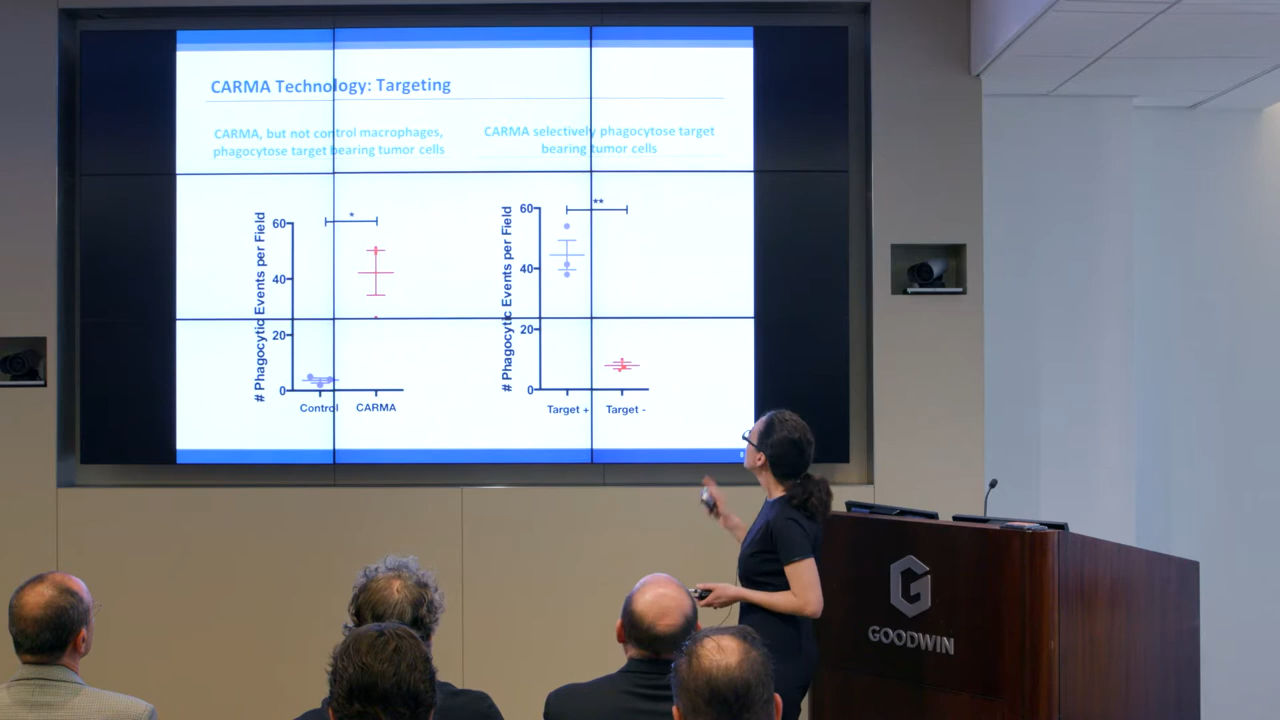 CARMA Technology: Targeting
CARMA, but not control macrophages,
phagocytose target bearing tumor cells
CARMA selectively phagocytose target
bearing tumor cells
# Phagocytic Events per Field
60
40
20
0
*
Control
CARMA
# Phagocytic Events per Field
60
40
20
0
**
Target +
Target -
G
GOODWIN